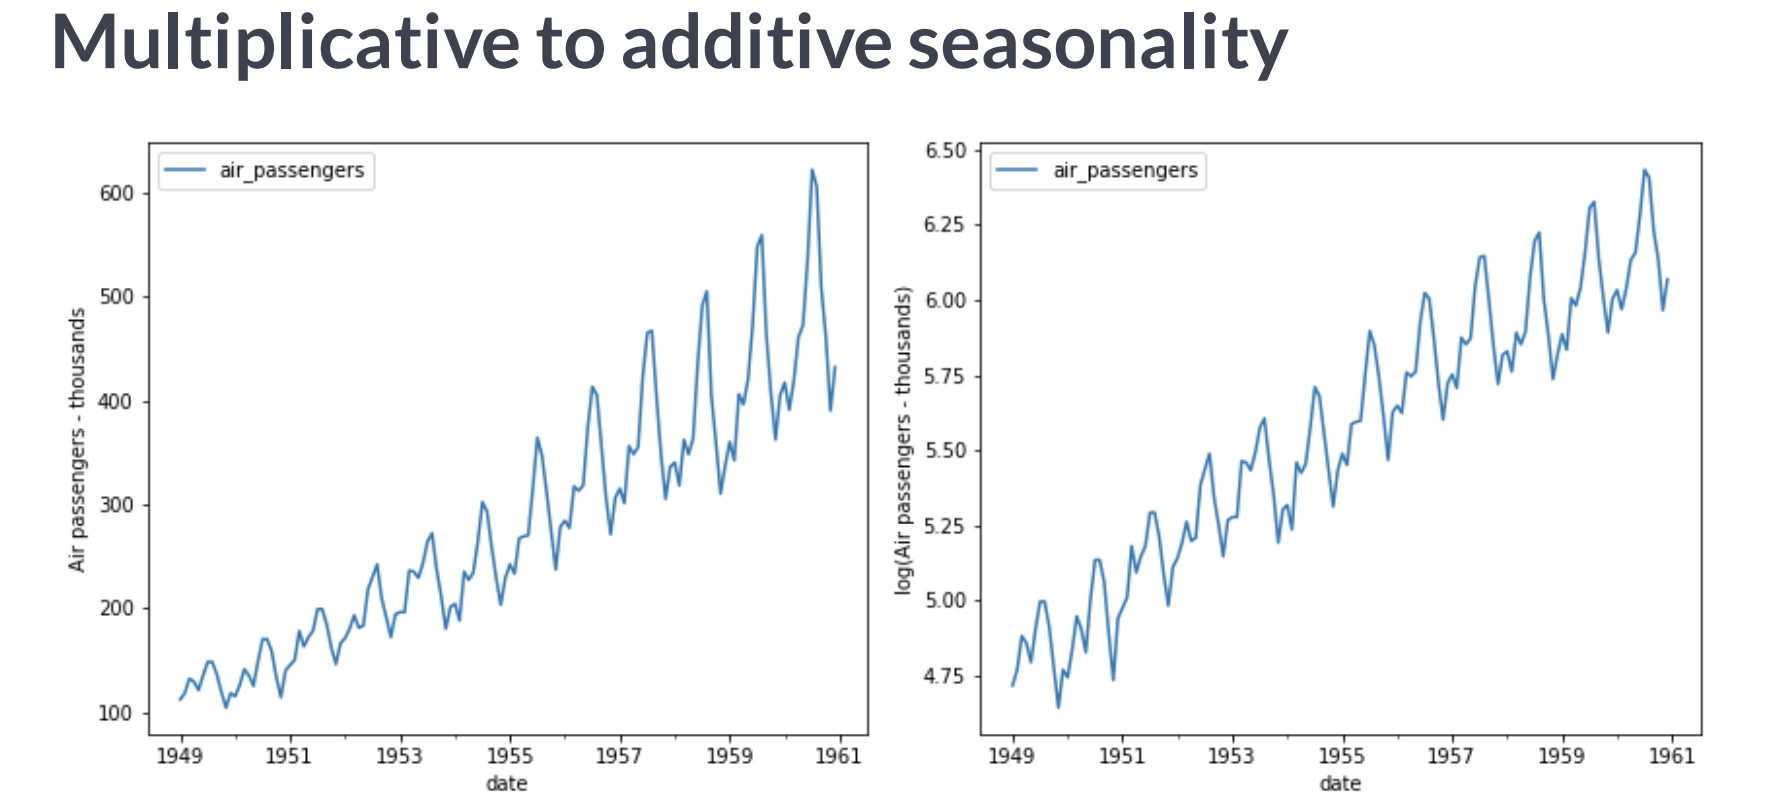 Multiplicative to additive seasonality
air_passengers
600
500
400
300
200
100
Air passengers - thousands
1949 1951 1953 1955 1957 1959 1961
date
air_passengers
6.50
6.25
6.00
5.75
5.50
5.25
5.00
4.75
log(Air passengers - thousands)
1949 1951 1953 1955 1957 1959 1961
date